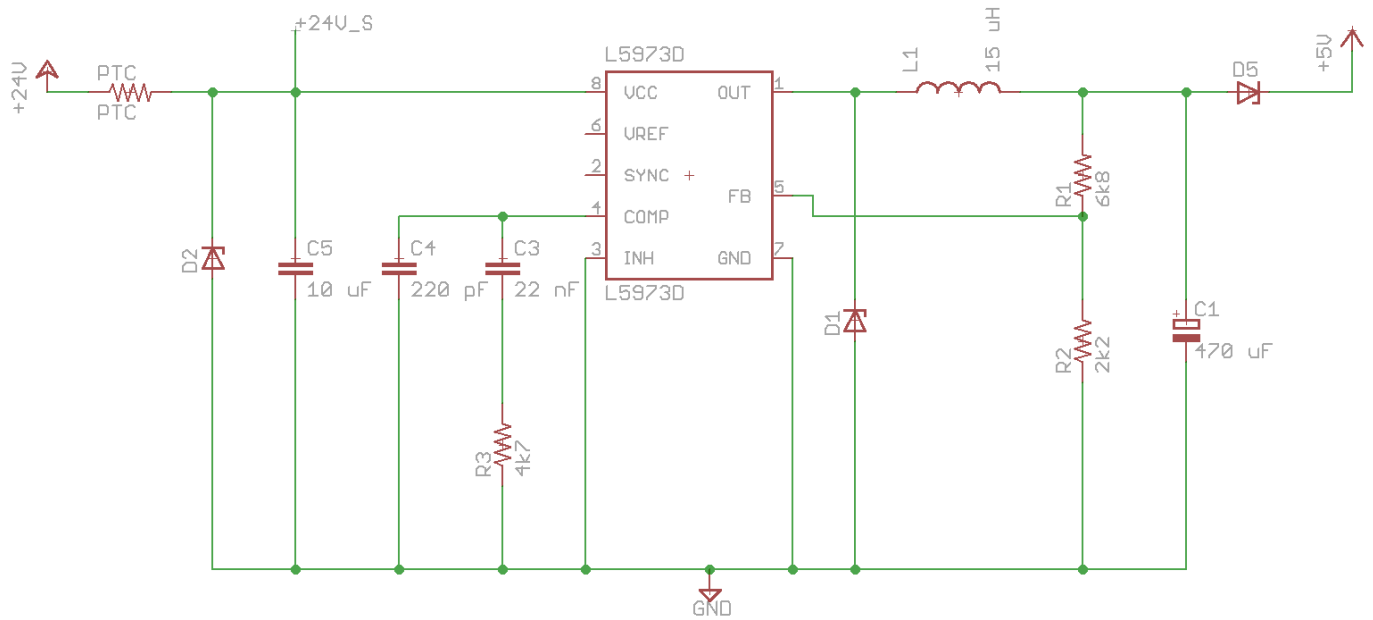 +24V_S
+24V
PTC
PTC
D2
C5
10 uF
C4
220 pF
C3
22 nF
R3
4k7
L5973D
8
VCC
6
VREF
2
SYNC
4
COMP
3
INH
OUT
1
FB
5
GND
7
L5973D
D1
L1
15 uH
R1
6k8
R2
2k2
C1
470 uF
D5
+5V
GND